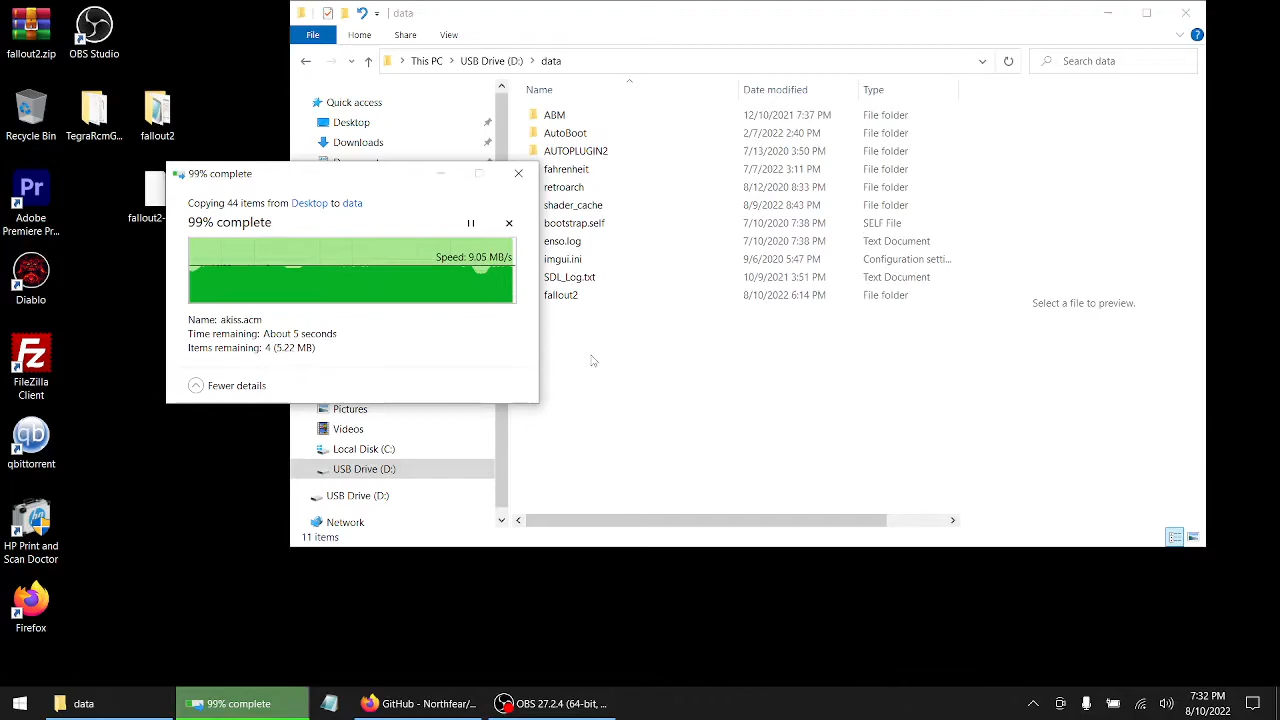 fallout2.zip
OBS Studio
Recycle Bin
TegraRcmG...
fallout2
Adobe
Premiere Pr...
fallout2-
Diablo
FileZilla
Client
qbittorrent
HP Print and
Scan Doctor
Firefox
data
File
Home
Share
View
This PC
USB Drive (D:)
data
Search data
Name
Date modified
Type
Quick access
Desktop
Downloads
ABM 12/10/2021 7:37 PM File folder
AutoBoot 2/7/2022 2:40 PM File folder
AUTOPLUGIN2 7/13/2020 3:50 PM File folder
fahrenheit 7/7/2022 3:11 PM File folder
retroarch 8/12/2020 8:33 PM File folder
shader_cache 8/9/2022 8:43 PM File folder
bootstrap.self 7/10/2020 7:38 PM SELF File
enso.log 7/10/2020 7:38 PM Text Document
imgui.ini 9/6/2020 5:47 PM Configuration setti...
SDL_Log.txt 10/9/2021 3:51 PM Text Document
fallout2 8/10/2022 6:14 PM File folder
Select a file to preview.
99% complete
Copying 44 items from Desktop to data
99% complete
Speed: 9.05 MB/s
Name: akiss.acm
Time remaining: About 5 seconds
Items remaining: 4 (5.22 MB)
Fewer details
Pictures
Videos
Local Disk (C:)
USB Drive (D:)
USB Drive (D:)
Network
11 items
data
99% complete
GitHub - Northfear/...
7:32 PM
8/10/2022